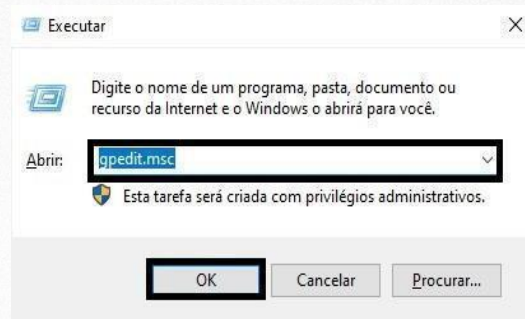 Executar
Digite o nome de um programa, pasta, documento ou
recurso da Internet e o Windows o abrirá para você.
Abrir: gpedit.msc
Esta tarefa será criada com privilégios administrativos.
OK Cancelar Procurar...